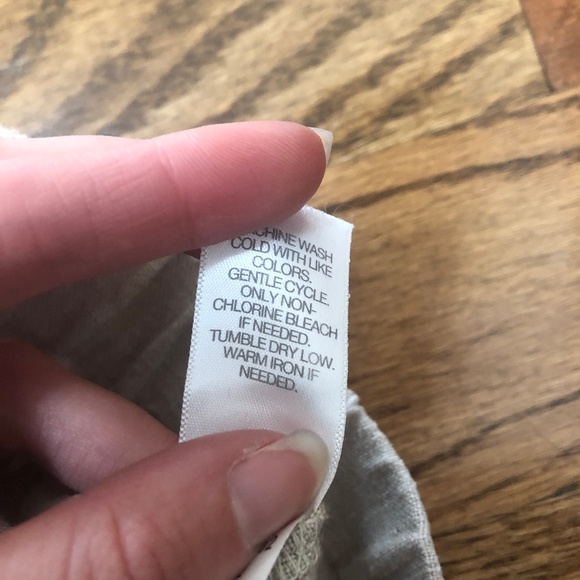 CHINE WASH
COLD WITH LIKE
COLORS.
GENTLE CYCLE.
ONLY NON-
CHLORINE BLEACH
IF NEEDED.
TUMBLE DRY LOW.
WARM IRON IF
NEEDED.